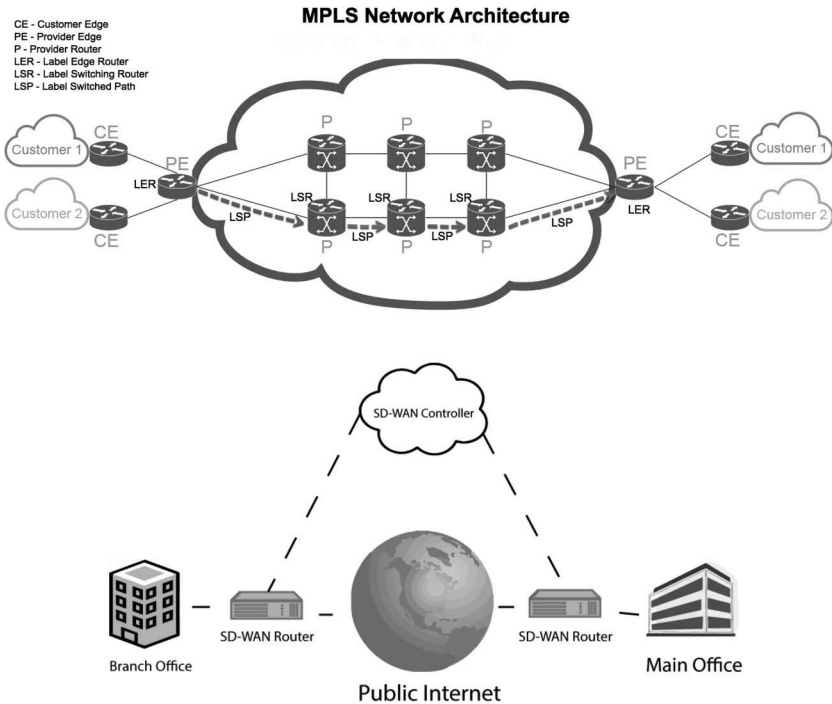 MPLS Network Architecture
CE - Customer Edge
PE - Provider Edge
P - Provider Router
LER - Label Edge Router
LSR - Label Switching Router
LSP - Label Switched Path
P
P
P
CE
CE
Customer 1
Customer 1
PE
PE
LER
LSR
LSR
LSR
LER
Customer 2
Customer 2
LSP
LSP
CE
CE
P
LSP
P
LSP
P
SD-WAN Controller
SD-WAN Router
SD-WAN Router
Branch Office
Main Office
Public Internet